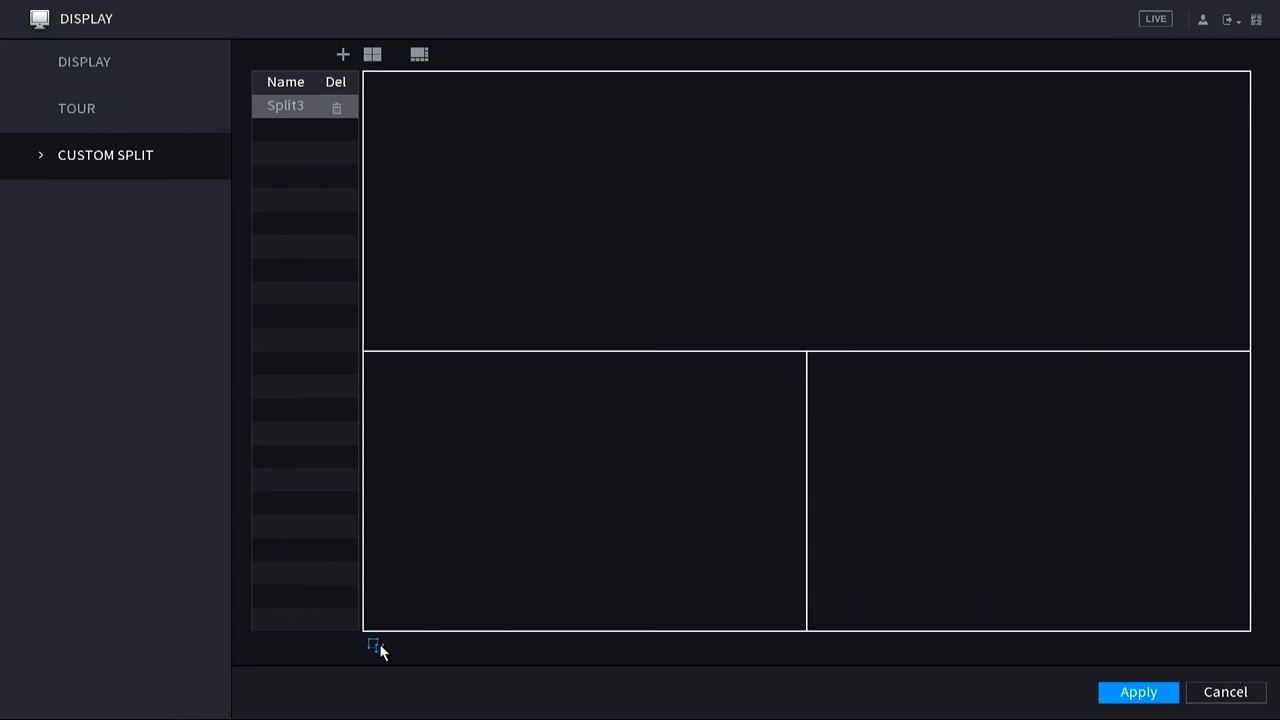 DISPLAY
LIVE
DISPLAY
TOUR
CUSTOM SPLIT
Name Del
Split3
Apply
Cancel